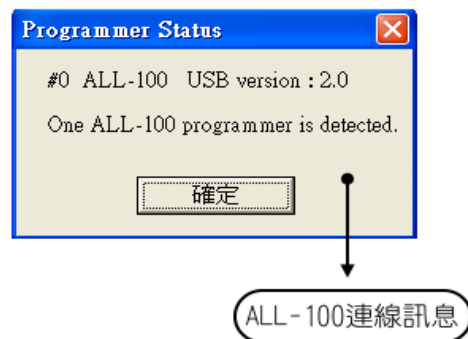 Programmer Status
#0 ALL-100 USB version : 2.0
One ALL-100 programmer is detected.
確定
ALL-100連線訊息